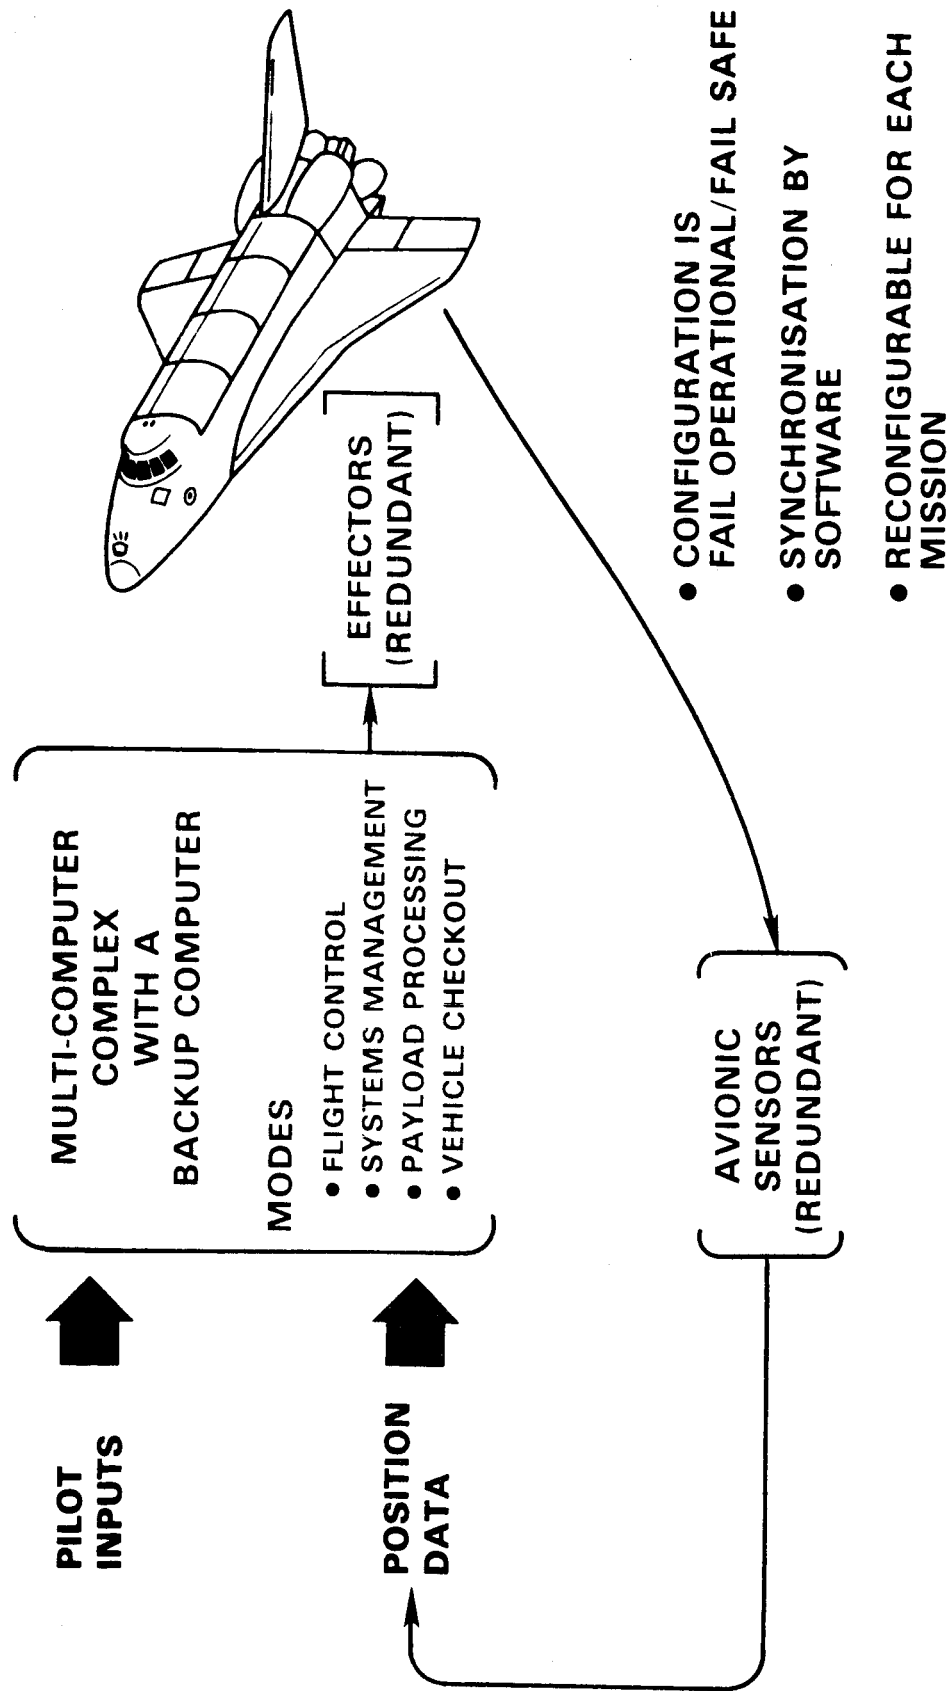 PILOT
INPUTS
POSITION
DATA
MULTI-COMPUTER
COMPLEX
WITH A
BACKUP COMPUTER
MODES
• FLIGHT CONTROL
• SYSTEMS MANAGEMENT
• PAYLOAD PROCESSING
• VEHICLE CHECKOUT
EFFECTORS
(REDUNDANT)
AVIONIC
SENSORS
(REDUNDANT)
• CONFIGURATION IS
FAIL OPERATIONAL/FAIL SAFE
• SYNCHRONISATION BY
SOFTWARE
• RECONFIGURABLE FOR EACH
MISSION